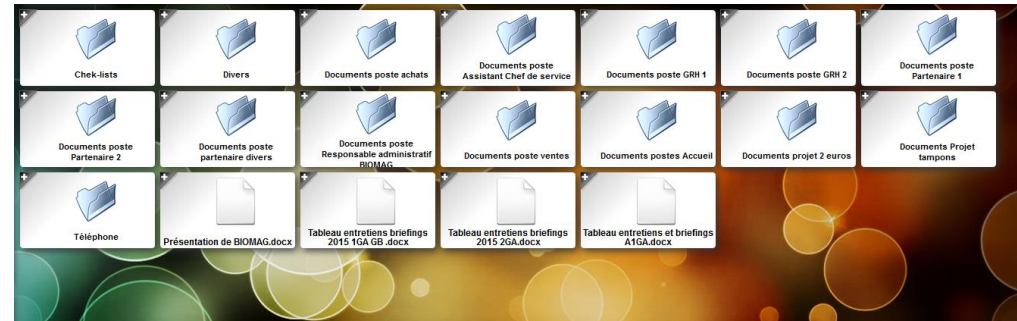 Chek-lists
Divers
Documents poste achats
Documents poste
Assistant Chef de service
Documents poste GRH 1
Documents poste GRH 2
Documents poste
Partenaire 1
Documents poste
Partenaire 2
Documents poste
partenaire divers
Documents poste
Responsable administratif
BIOMAG
Documents poste ventes
Documents postes Accueil
Documents projet 2 euros
Documents Projet
tampons
Téléphone
Présentation de BIOMAG.docx
Tableau entretiens briefings
2015 1GA GB .docx
Tableau entretiens briefings
2015 2GA.docx
Tableau entretiens et briefings
A1GA.docx